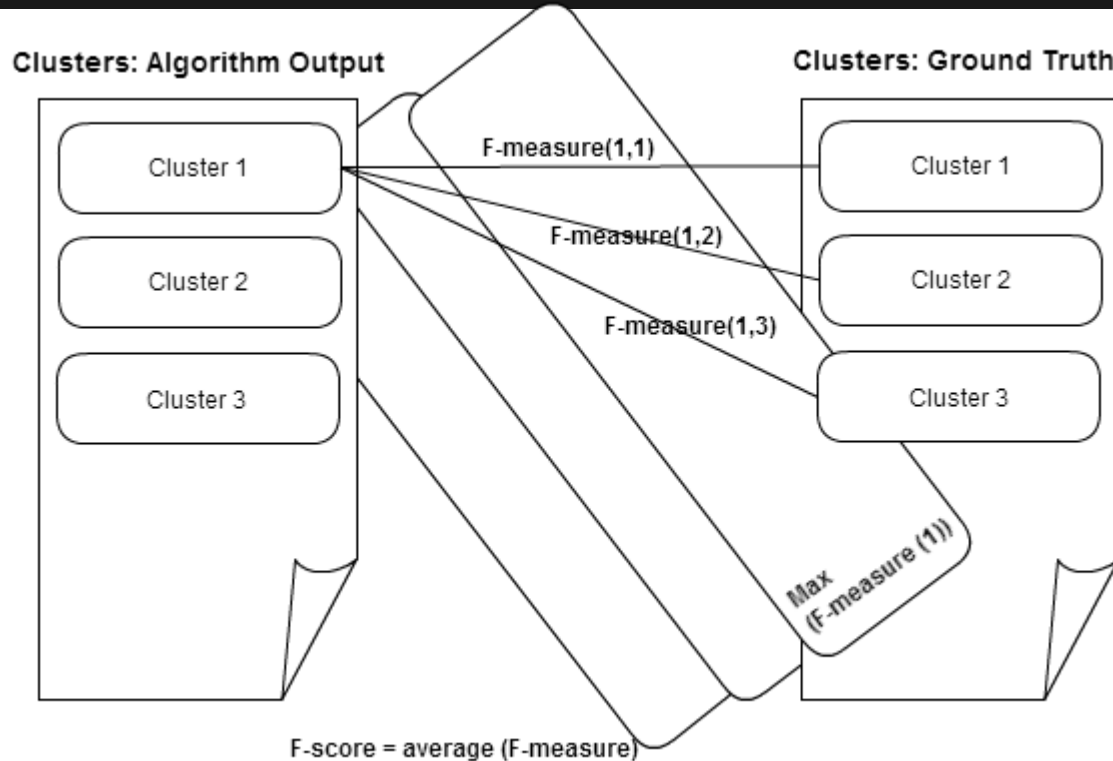 Clusters: Algorithm Output
Clusters: Ground Truth
Cluster 1
F-measure(1,1)
Cluster 1
F-measure(1,2)
Cluster 2
Cluster 2
F-measure(1,3)
Cluster 3
Cluster 3
Max
(F-measure (1))
F-score = average (F-measure)